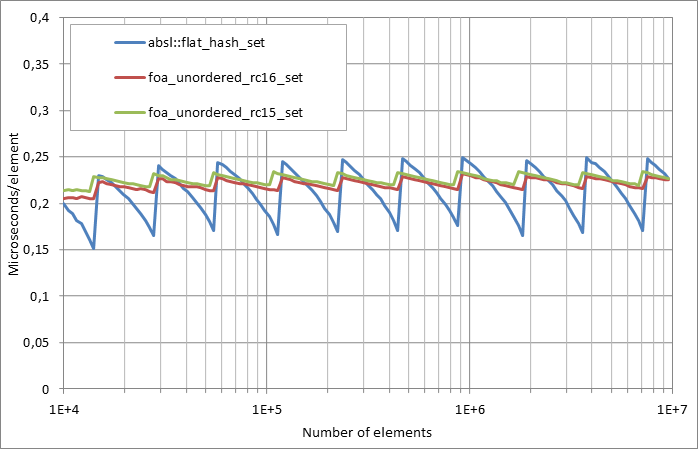 0,4
0,35
0,3
0,25
0,2
0,15
0,1
0,05
0
Microseconds/element
absl::flat_hash_set
foa_unordered_rc16_set
foa_unordered_rc15_set
1E+4
1E+5
1E+6
1E+7
Number of elements